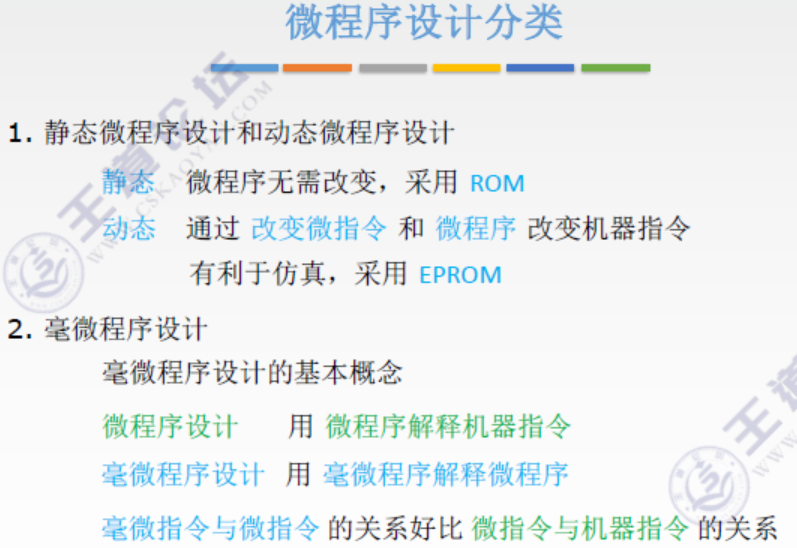 微程序设计分类
1. 静态微程序设计和动态微程序设计
静态 微程序无需改变，采用 ROM
动态 通过 改变微指令 和 微程序 改变机器指令
有利于仿真，采用 EPROM
2. 毫微程序设计
毫微程序设计的基本概念
微程序设计 用 微程序解释机器指令
毫微程序设计 用 毫微程序解释微程序
毫微指令与微指令 的关系好比 微指令与机器指令 的关系
王道论坛